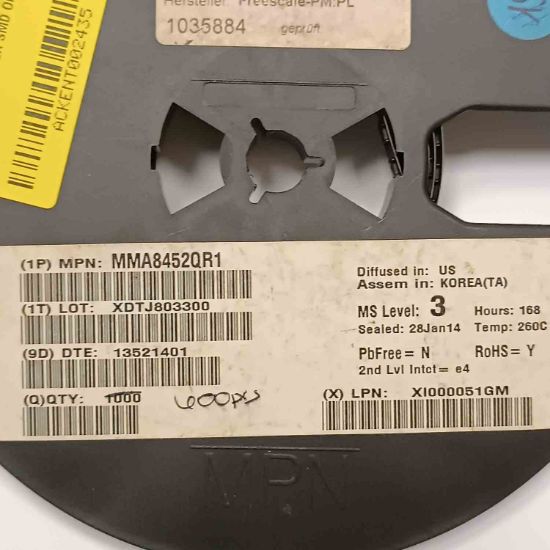 Hersteller: Freescale-PM:PL
1035884 geprüft
ACKENT002435
(1P) MPN: MMA8452QR1
(1T) LOT: XDTJ803300
(9D) DTE: 13521401
(Q)QTY: 1000 600pcs
Diffused in: US
Assem in: KOREA(TA)
MS Level: 3 Hours: 168
Sealed: 28Jan14 Temp: 260C
PbFree= N RoHS= Y
2nd Lvl Intct= e4
(X) LPN: XI000051GM
MPN